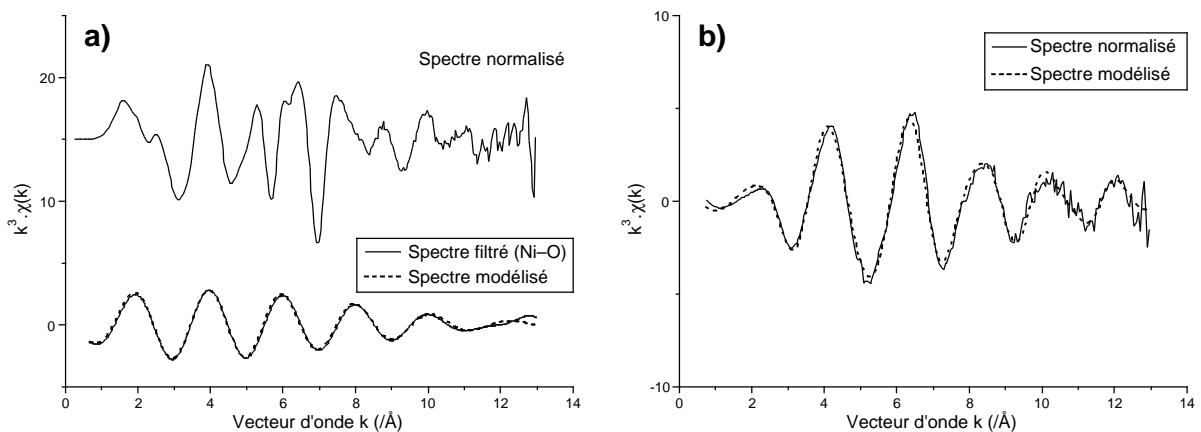 a)
Spectre normalisé
20
10
0
k³.χ(k)
Spectre filtré (Ni–O)
Spectre modélisé
0 2 4 6 8 10 12 14
Vecteur d'onde k (/Å)
b)
Spectre normalisé
Spectre modélisé
10
5
0
-5
-10
k³.χ(k)
0 2 4 6 8 10 12 14
Vecteur d'onde k (/Å)